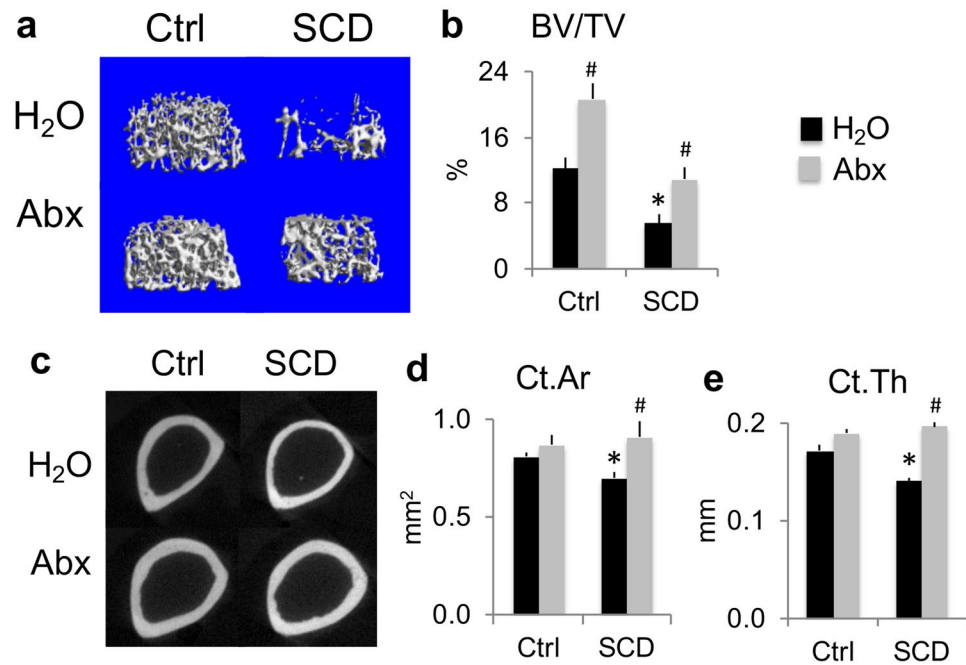 a
Ctrl SCD
H₂O
Abx
b
BV/TV
24
16
8
0
%
#
*
#
Ctrl SCD
H₂O
Abx
c
Ctrl SCD
H₂O
Abx
d
Ct.Ar
1.0
0.5
0.0
mm²
*
#
Ctrl SCD
e
Ct.Th
0.2
0.1
0.0
mm
*
#
Ctrl SCD